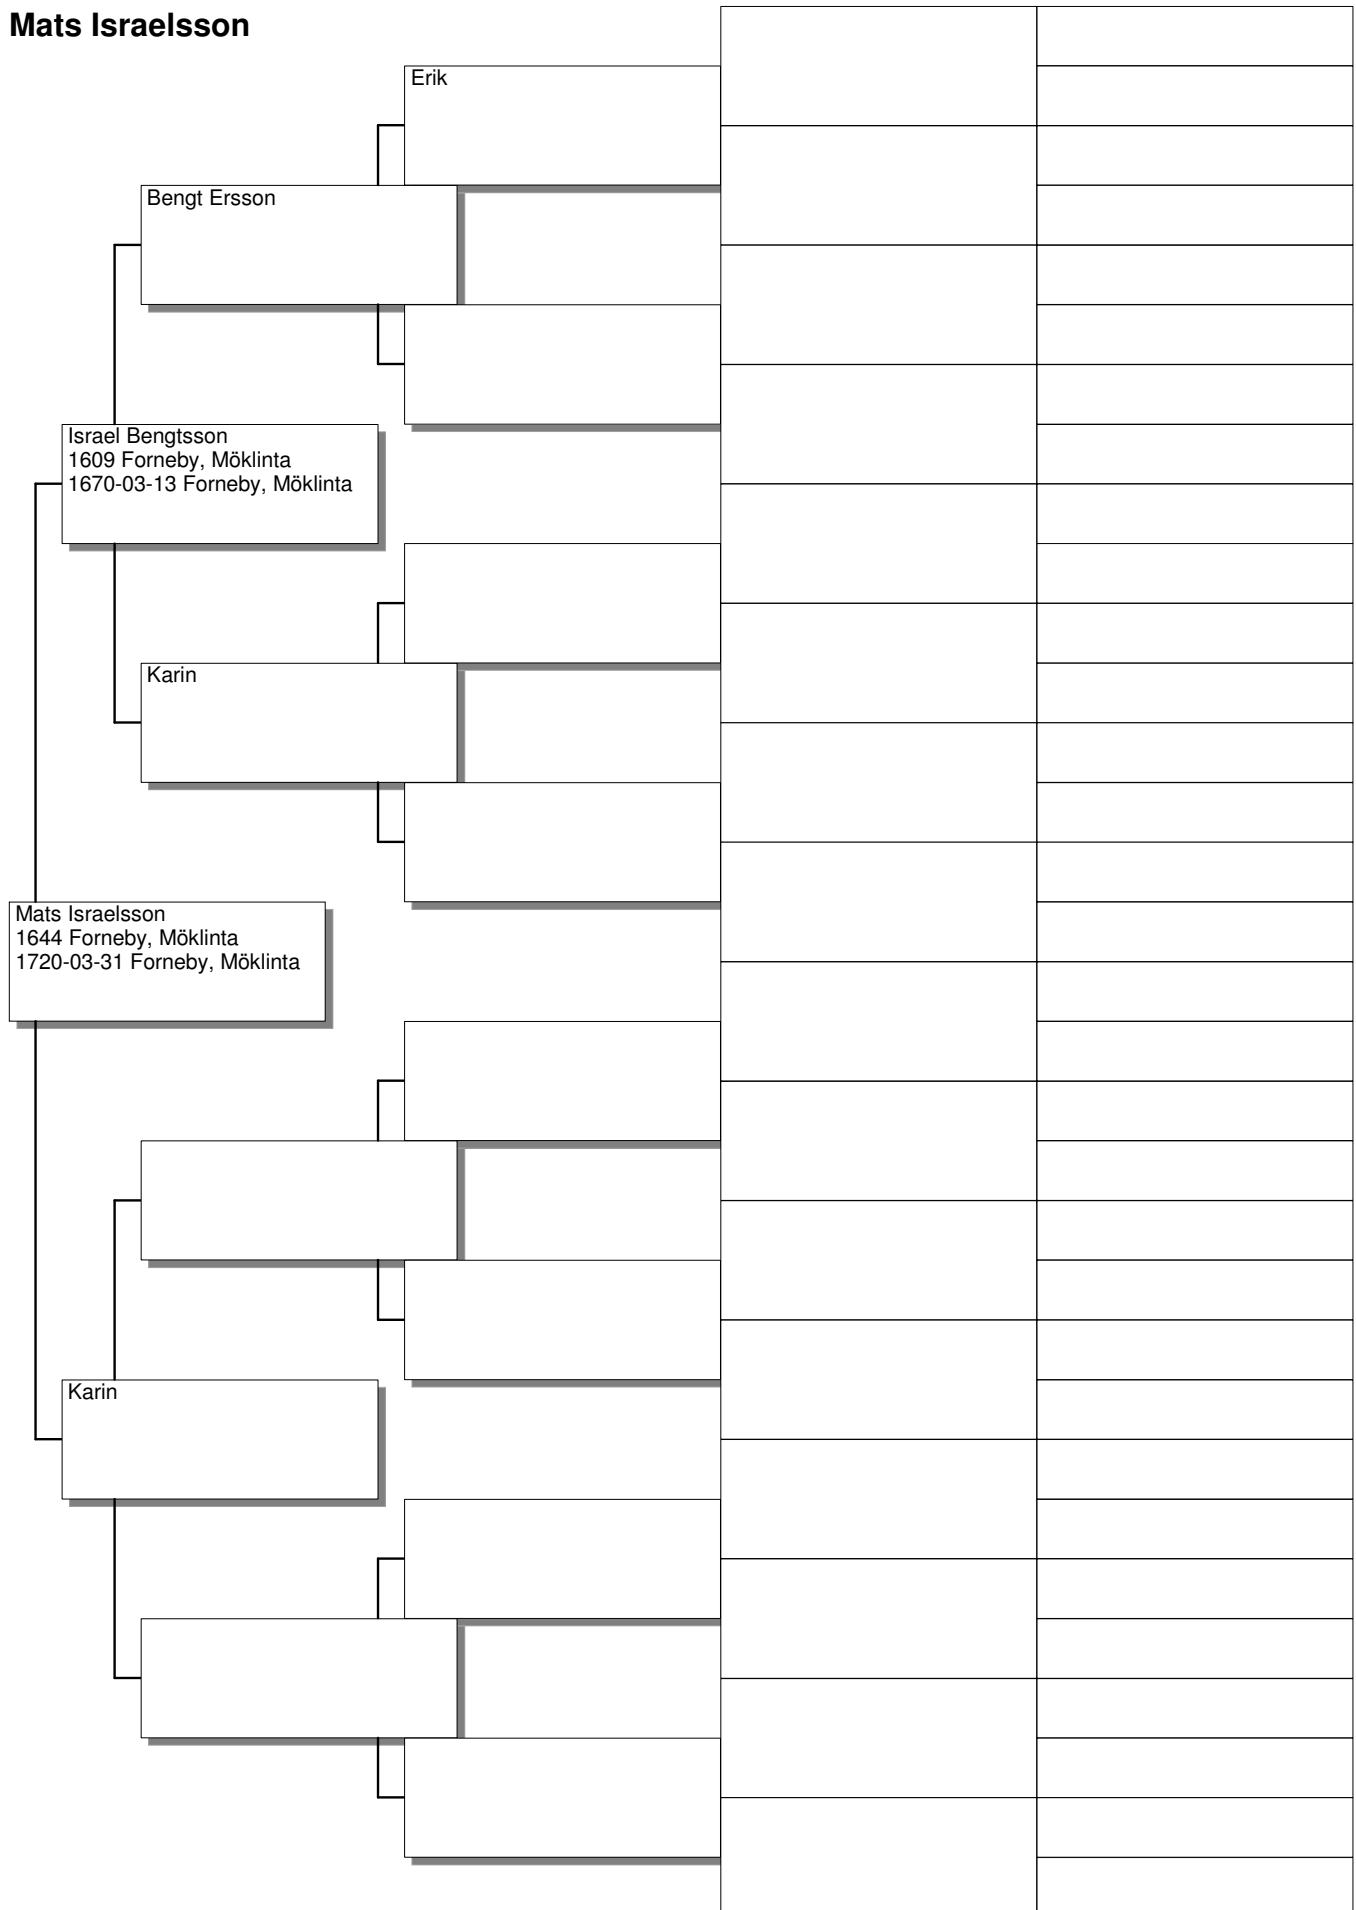 Mats Israelsson
Erik
Bengt Ersson
Israel Bengtsson
1609 Forneby, Möklinta
1670-03-13 Forneby, Möklinta
Karin
Mats Israelsson
1644 Forneby, Möklinta
1720-03-31 Forneby, Möklinta
Karin